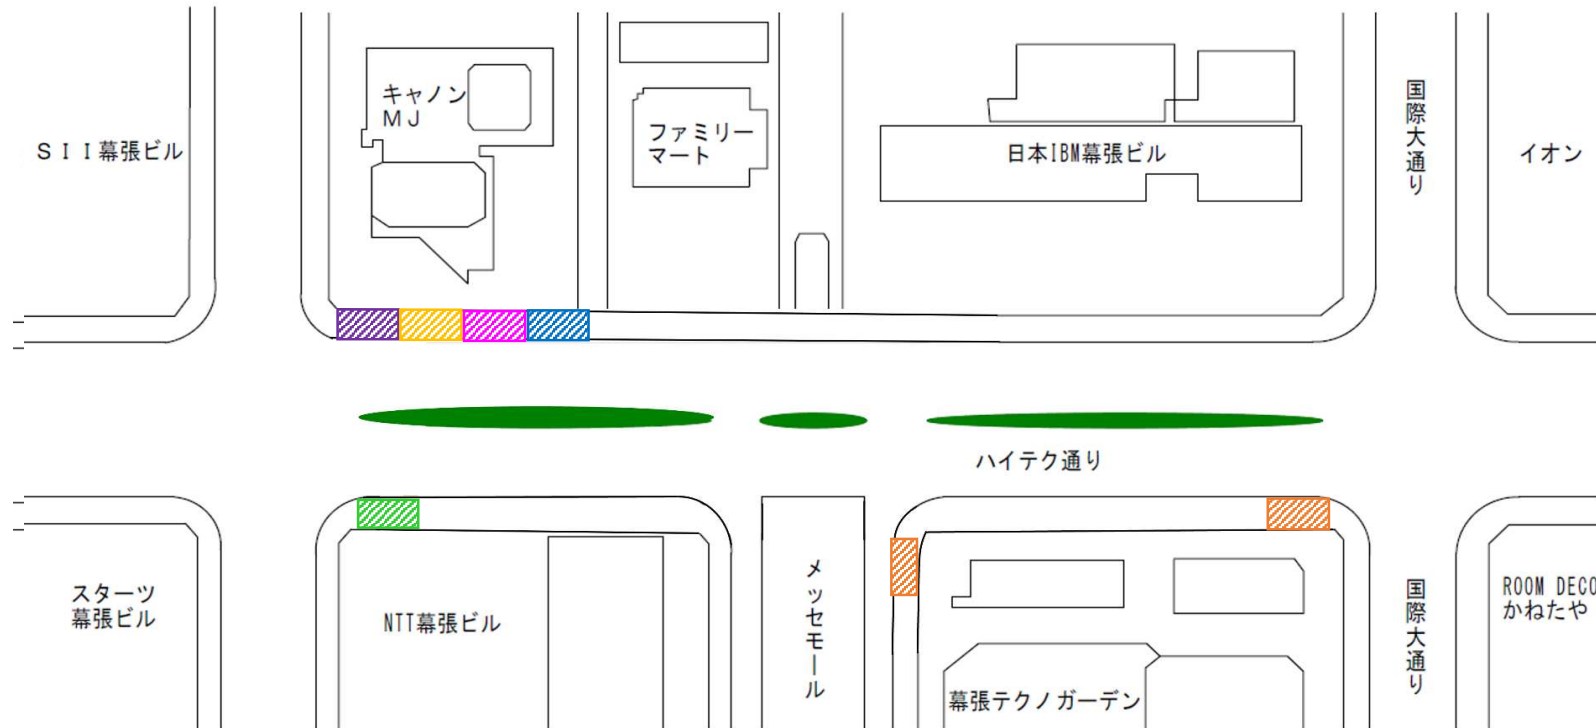 キャノン
ＭＪ
ＳＩＩ幕張ビル
ファミリー
マート
日本IBM幕張ビル
国際大通り
イオン
ハイテク通り
スターツ
幕張ビル
NTT幕張ビル
メッセモール
幕張テクノガーデン
国際大通り
ROOM DECO
かねたや